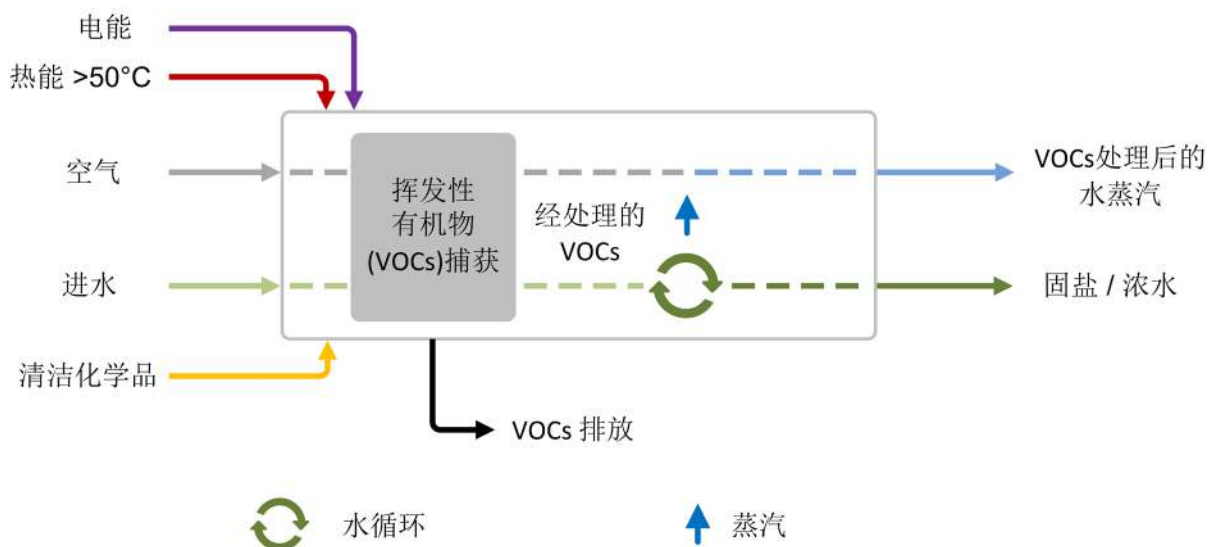 电能
热能 >50°C
空气
进水
清洁化学品
挥发性
有机物
(VOCs)捕获
经处理的
VOCs
VOCs处理后的
水蒸汽
固盐 / 浓水
VOCs 排放
水循环
蒸汽